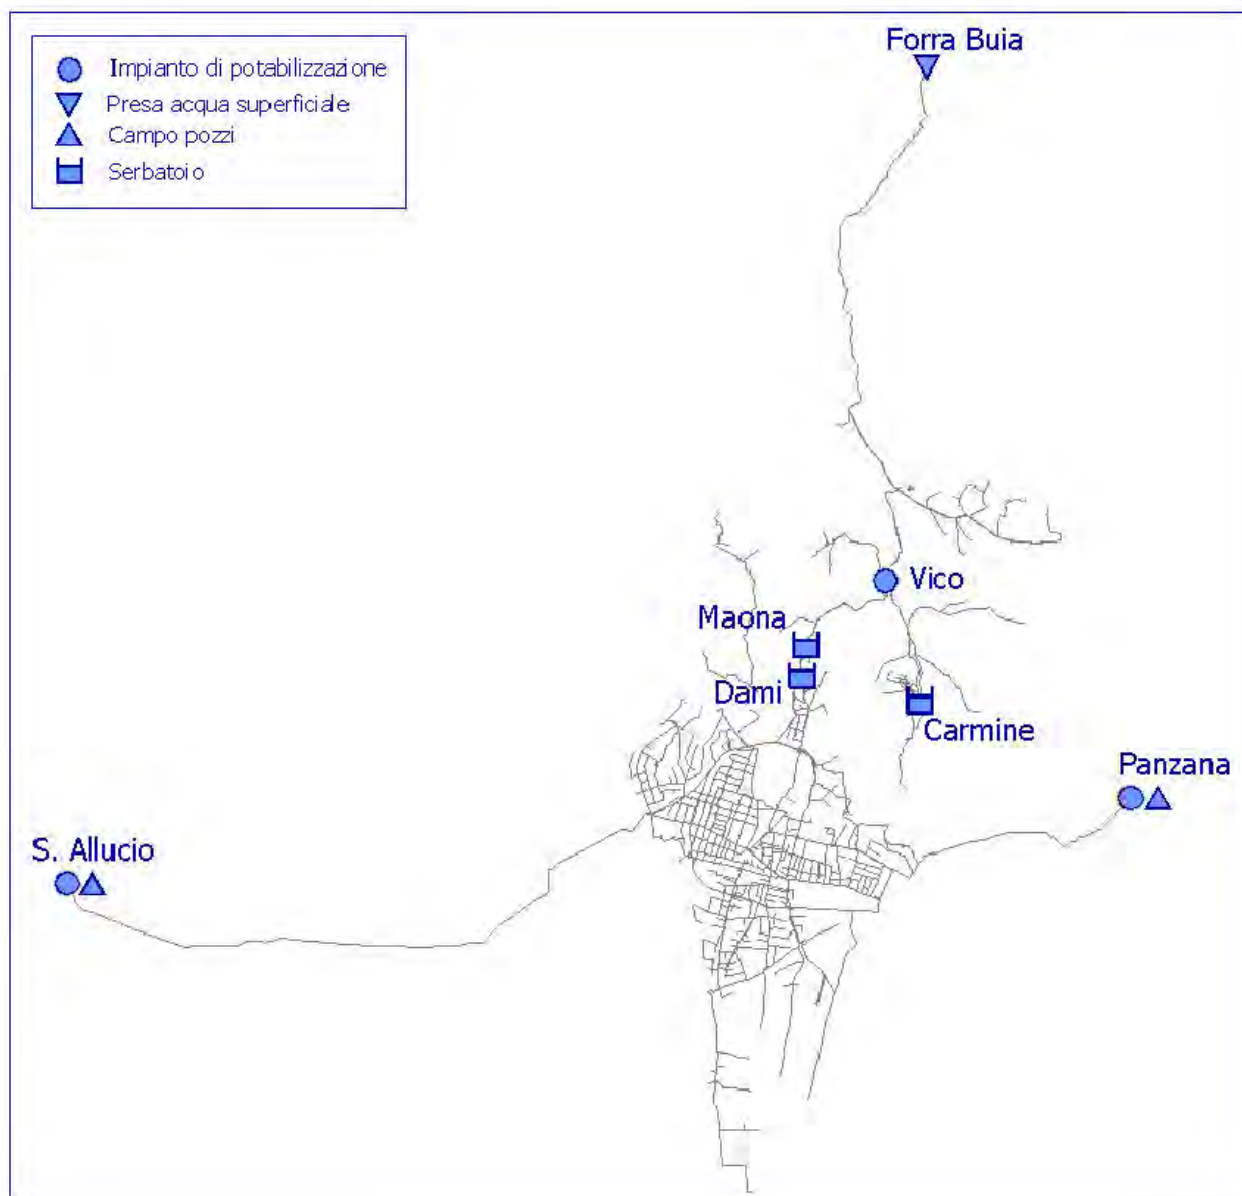 Forra Buia
Impianto di potabilizzazione
Presa acqua superficiale
Campo pozzi
Serbatoio
Vico
Maona
Dami
Carmine
Panzana
S. Allucio